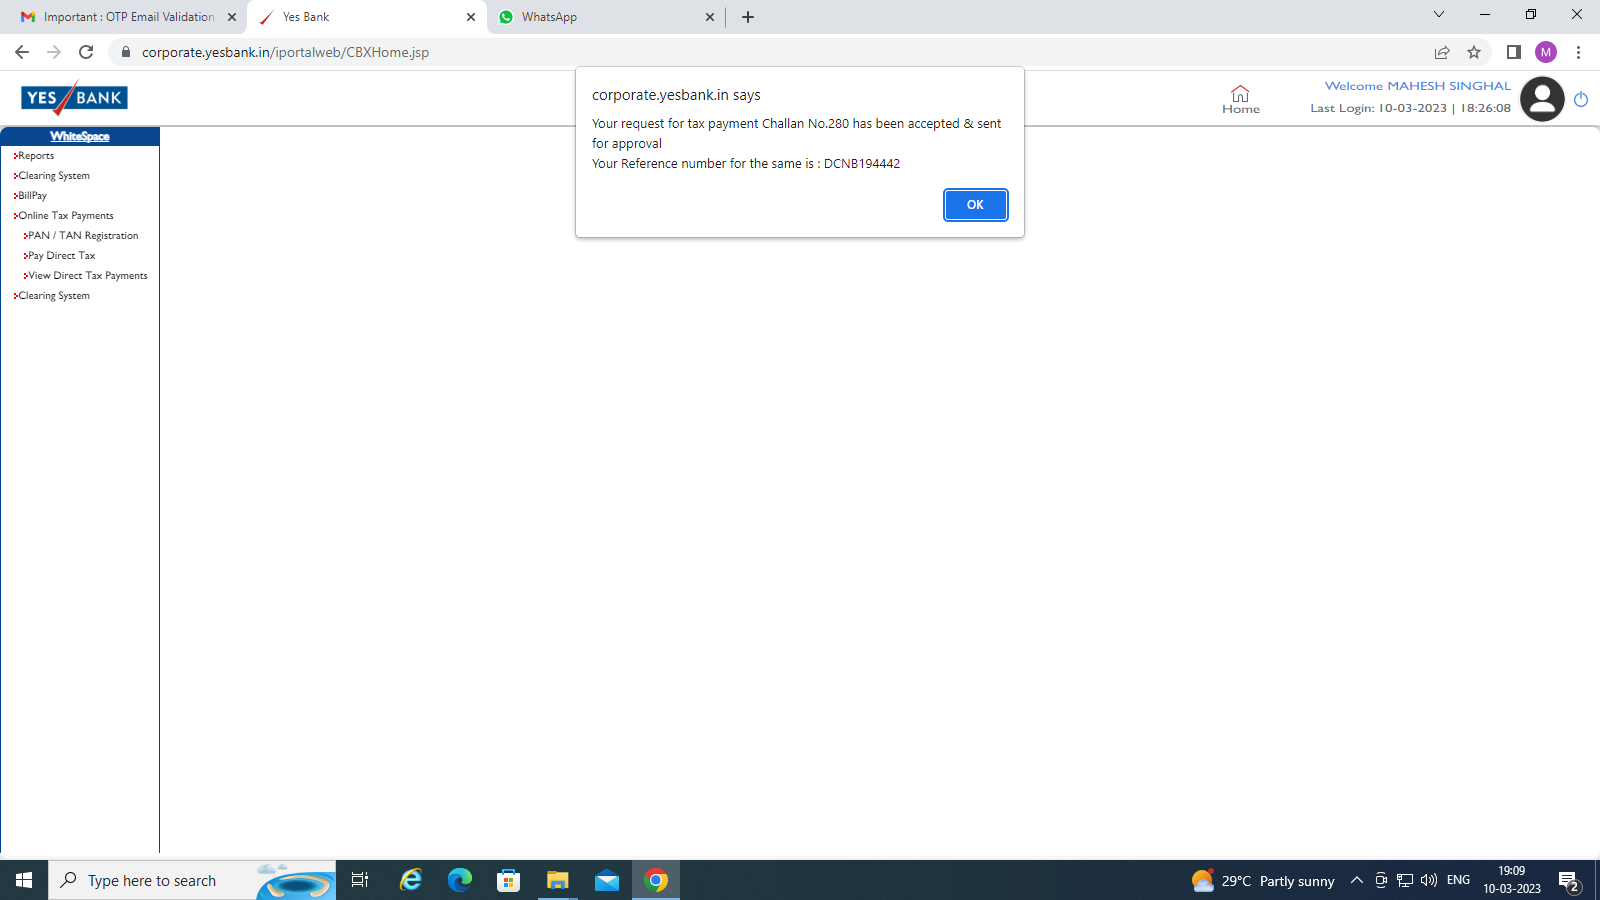 Important : OTP Email Validation
Yes Bank
WhatsApp
corporate.yesbank.in/iportalweb/CBXHome.jsp
M
YES BANK
corporate.yesbank.in says
Your request for tax payment Challan No.280 has been accepted & sent
for approval
Your Reference number for the same is : DCNB194442
OK
Home
Welcome MAHESH SINGHAL
Last Login: 10-03-2023 | 18:26:08
WhiteSpace
Reports
Clearing System
BillPay
Online Tax Payments
PAN / TAN Registration
Pay Direct Tax
View Direct Tax Payments
Clearing System
Type here to search
29°C Partly sunny
ENG
19:09
10-03-2023
2